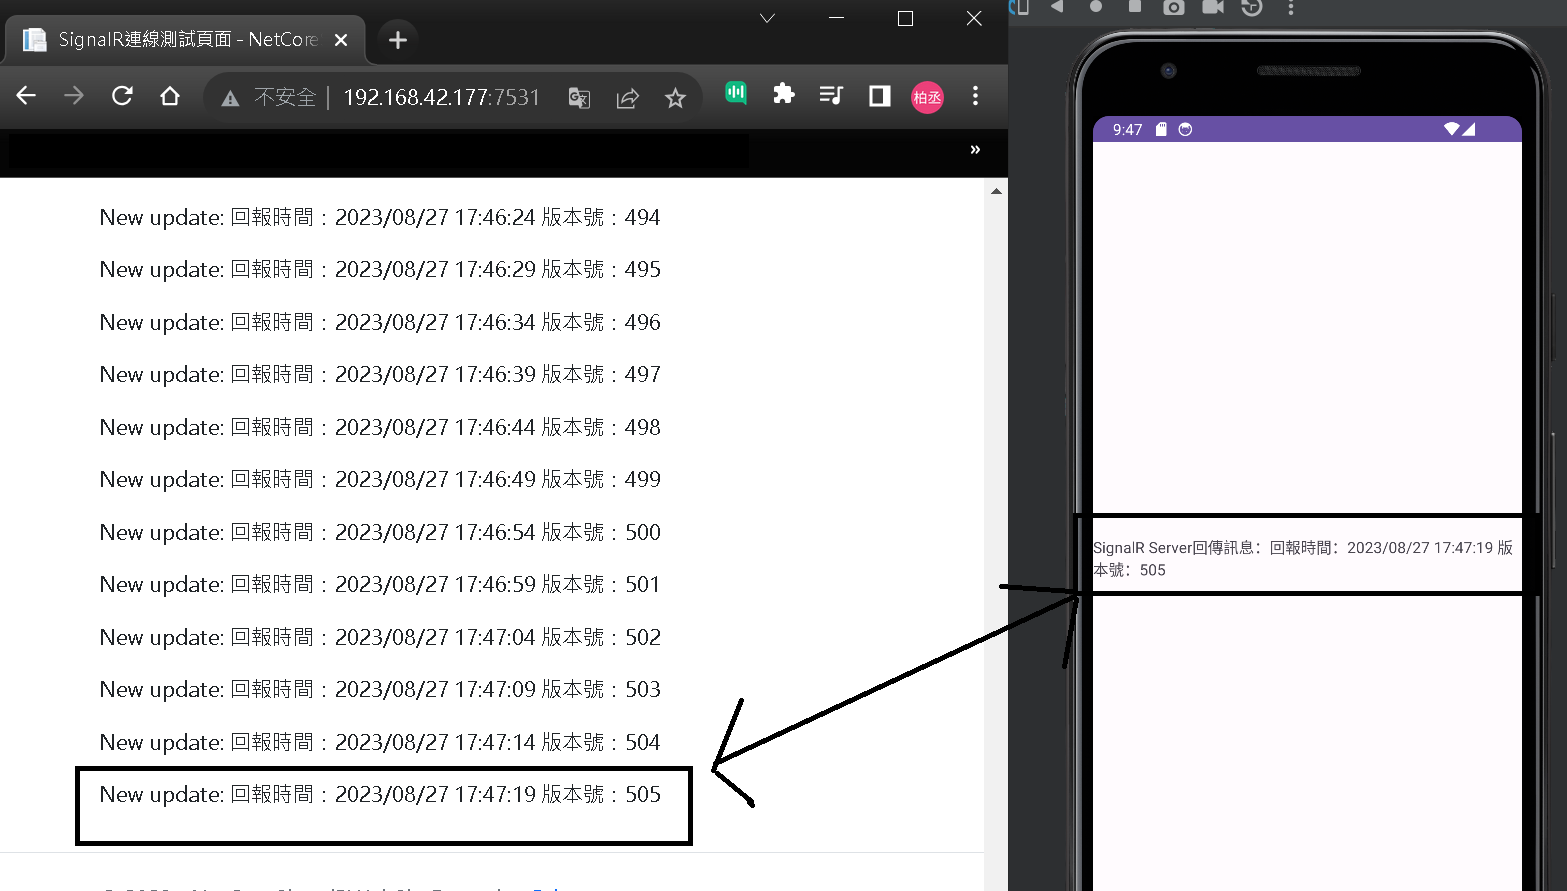 SignalR連線測試頁面 - NetCore
不安全 | 192.168.42.177:7531
柏丞
»
New update: 回報時間：2023/08/27 17:46:24 版本號：494
New update: 回報時間：2023/08/27 17:46:29 版本號：495
New update: 回報時間：2023/08/27 17:46:34 版本號：496
New update: 回報時間：2023/08/27 17:46:39 版本號：497
New update: 回報時間：2023/08/27 17:46:44 版本號：498
New update: 回報時間：2023/08/27 17:46:49 版本號：499
New update: 回報時間：2023/08/27 17:46:54 版本號：500
New update: 回報時間：2023/08/27 17:46:59 版本號：501
New update: 回報時間：2023/08/27 17:47:04 版本號：502
New update: 回報時間：2023/08/27 17:47:09 版本號：503
New update: 回報時間：2023/08/27 17:47:14 版本號：504
New update: 回報時間：2023/08/27 17:47:19 版本號：505
9:47
SignalR Server回傳訊息：回報時間：2023/08/27 17:47:19 版
本號：505